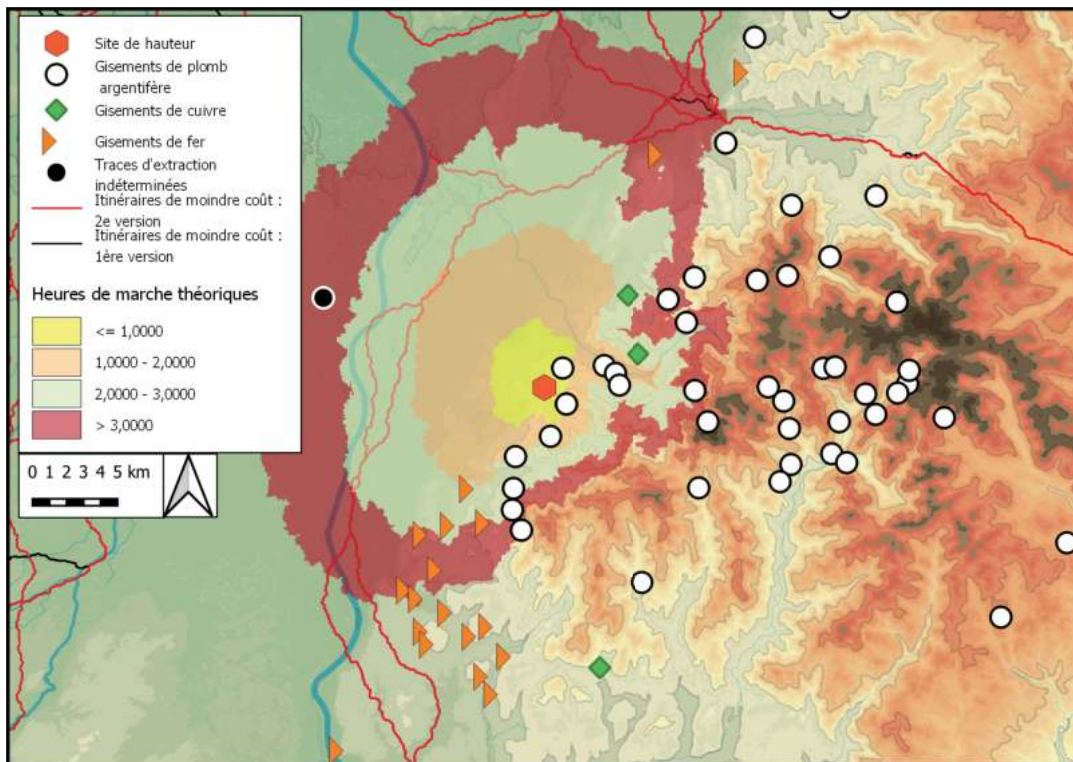 Site de hauteur
Gisements de plomb
argentifère
Gisements de cuivre
Gisements de fer
Traces d'extraction
indéterminées
Itinéraires de moindre coût :
2e version
Itinéraires de moindre coût :
1ère version
Heures de marche théoriques
<= 1,0000
1,0000 - 2,0000
2,0000 - 3,0000
> 3,0000
0 1 2 3 4 5 km